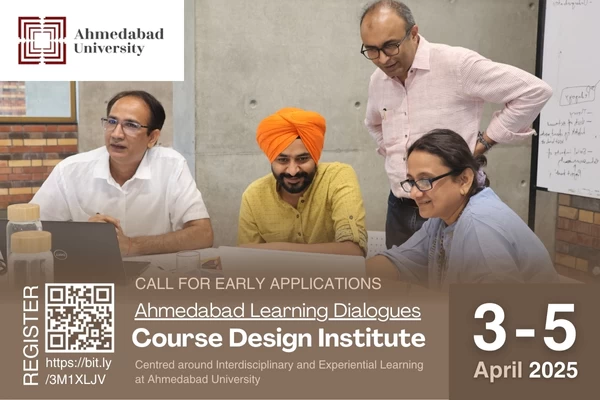 Ahmedabad
University
CALL FOR EARLY APPLICATIONS
Ahmedabad Learning Dialogues
Course Design Institute
Centred around Interdisciplinary and Experiential Learning
at Ahmedabad University
REGISTER
https://bit.ly
/3M1XLJV
3-5
April 2025